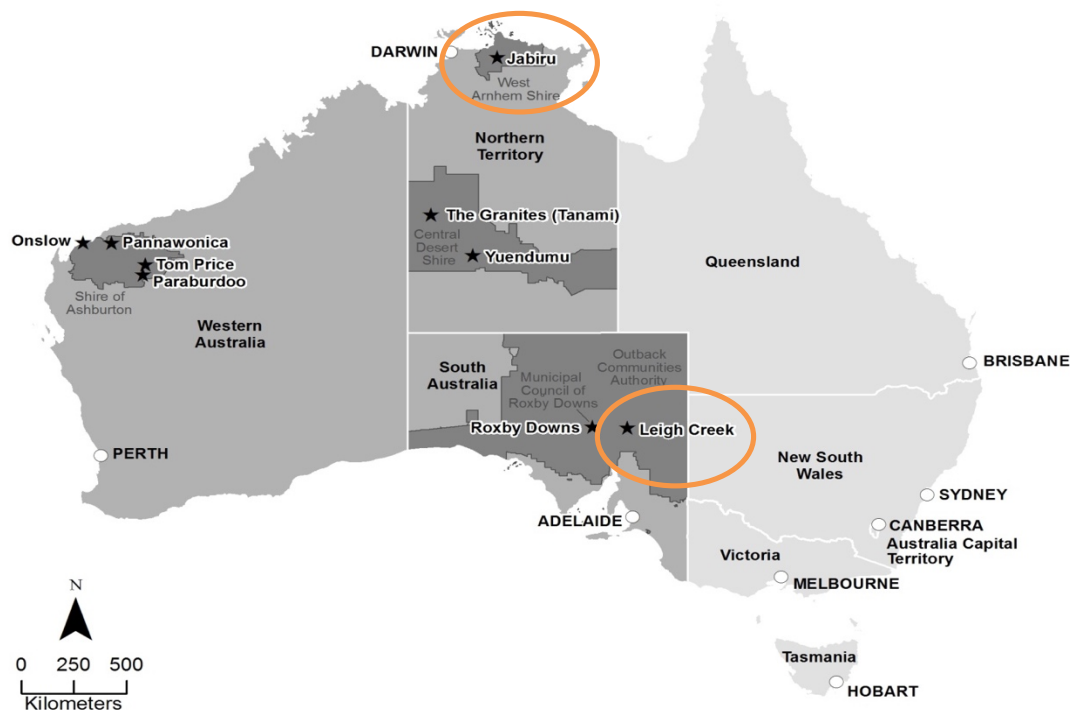 DARWIN
Jabiru
West
Arnhem Shire
Northern
Territory
The Granites (Tanami)
Central
Desert
Shire
Yuendumu
Onslow
Pannawonica
Tom Price
Paraburdoo
Shire of
Ashburton
Western
Australia
Queensland
South
Australia
Outback
Communities
Authority
Municipal
Council of
Roxby Downs
Roxby Downs
Leigh Creek
BRISBANE
PERTH
New South
Wales
SYDNEY
ADELAIDE
CANBERRA
Australia Capital
Territory
Victoria
MELBOURNE
N
0 250 500
Kilometers
Tasmania
HOBART